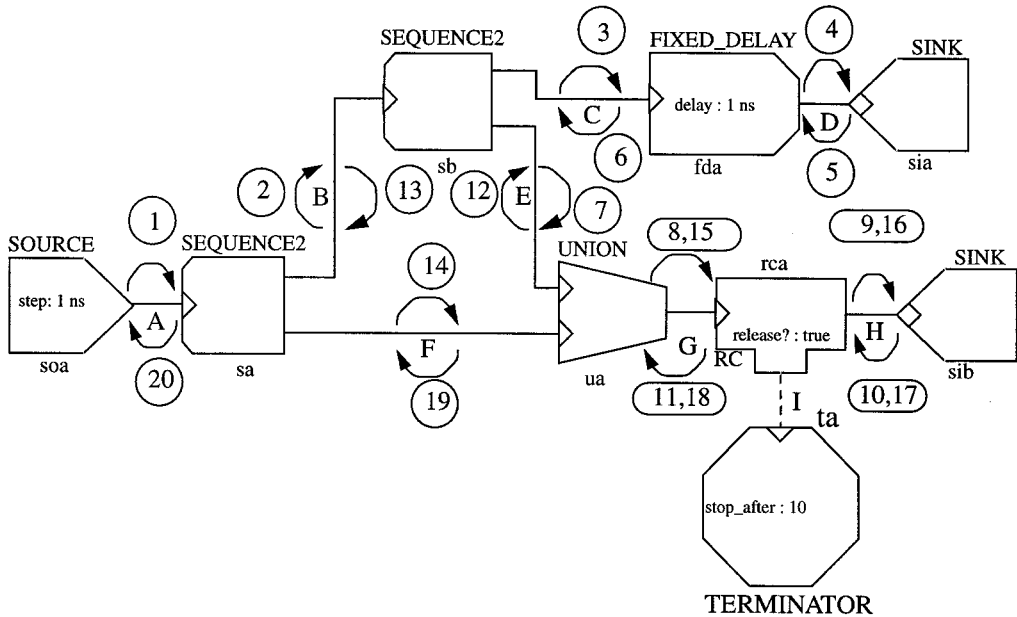 SEQUENCE2
3
FIXED_DELAY
4
SINK
delay : 1 ns
C
D
sb
6
fda
5
sia
2
B
13
12
E
7
1
8,15
9,16
SOURCE
SEQUENCE2
14
UNION
rca
SINK
step: 1 ns
A
F
G
release? : true
H
RC
soa
20
sa
19
ua
11,18
10,17
sib
I
ta
stop_after : 10
TERMINATOR